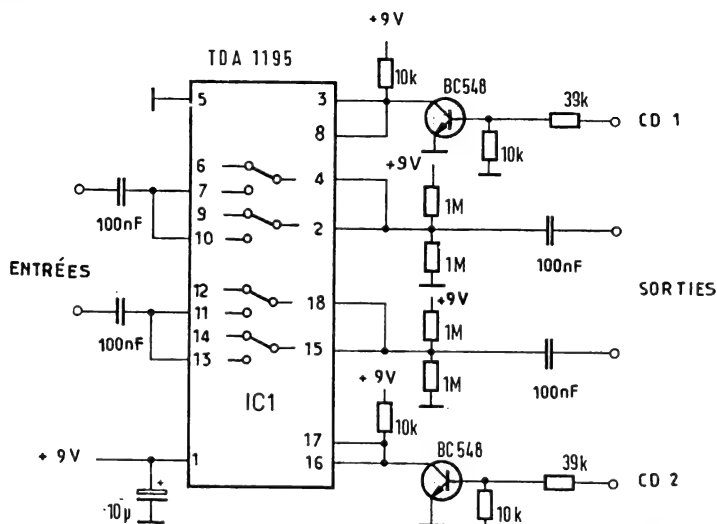 +9V
TDA 1195
10k
BC548
39k
CD 1
5
3
8
10k
6
7
4
+9V
100nF
9
10
2
1M
1M
100nF
ENTRÉES
SORTIES
12
11
18
+9V
100nF
14
13
15
1M
1M
100nF
+9V
IC1
10k
17
16
BC548
39k
CD 2
+9V
1
+
10µ
10k